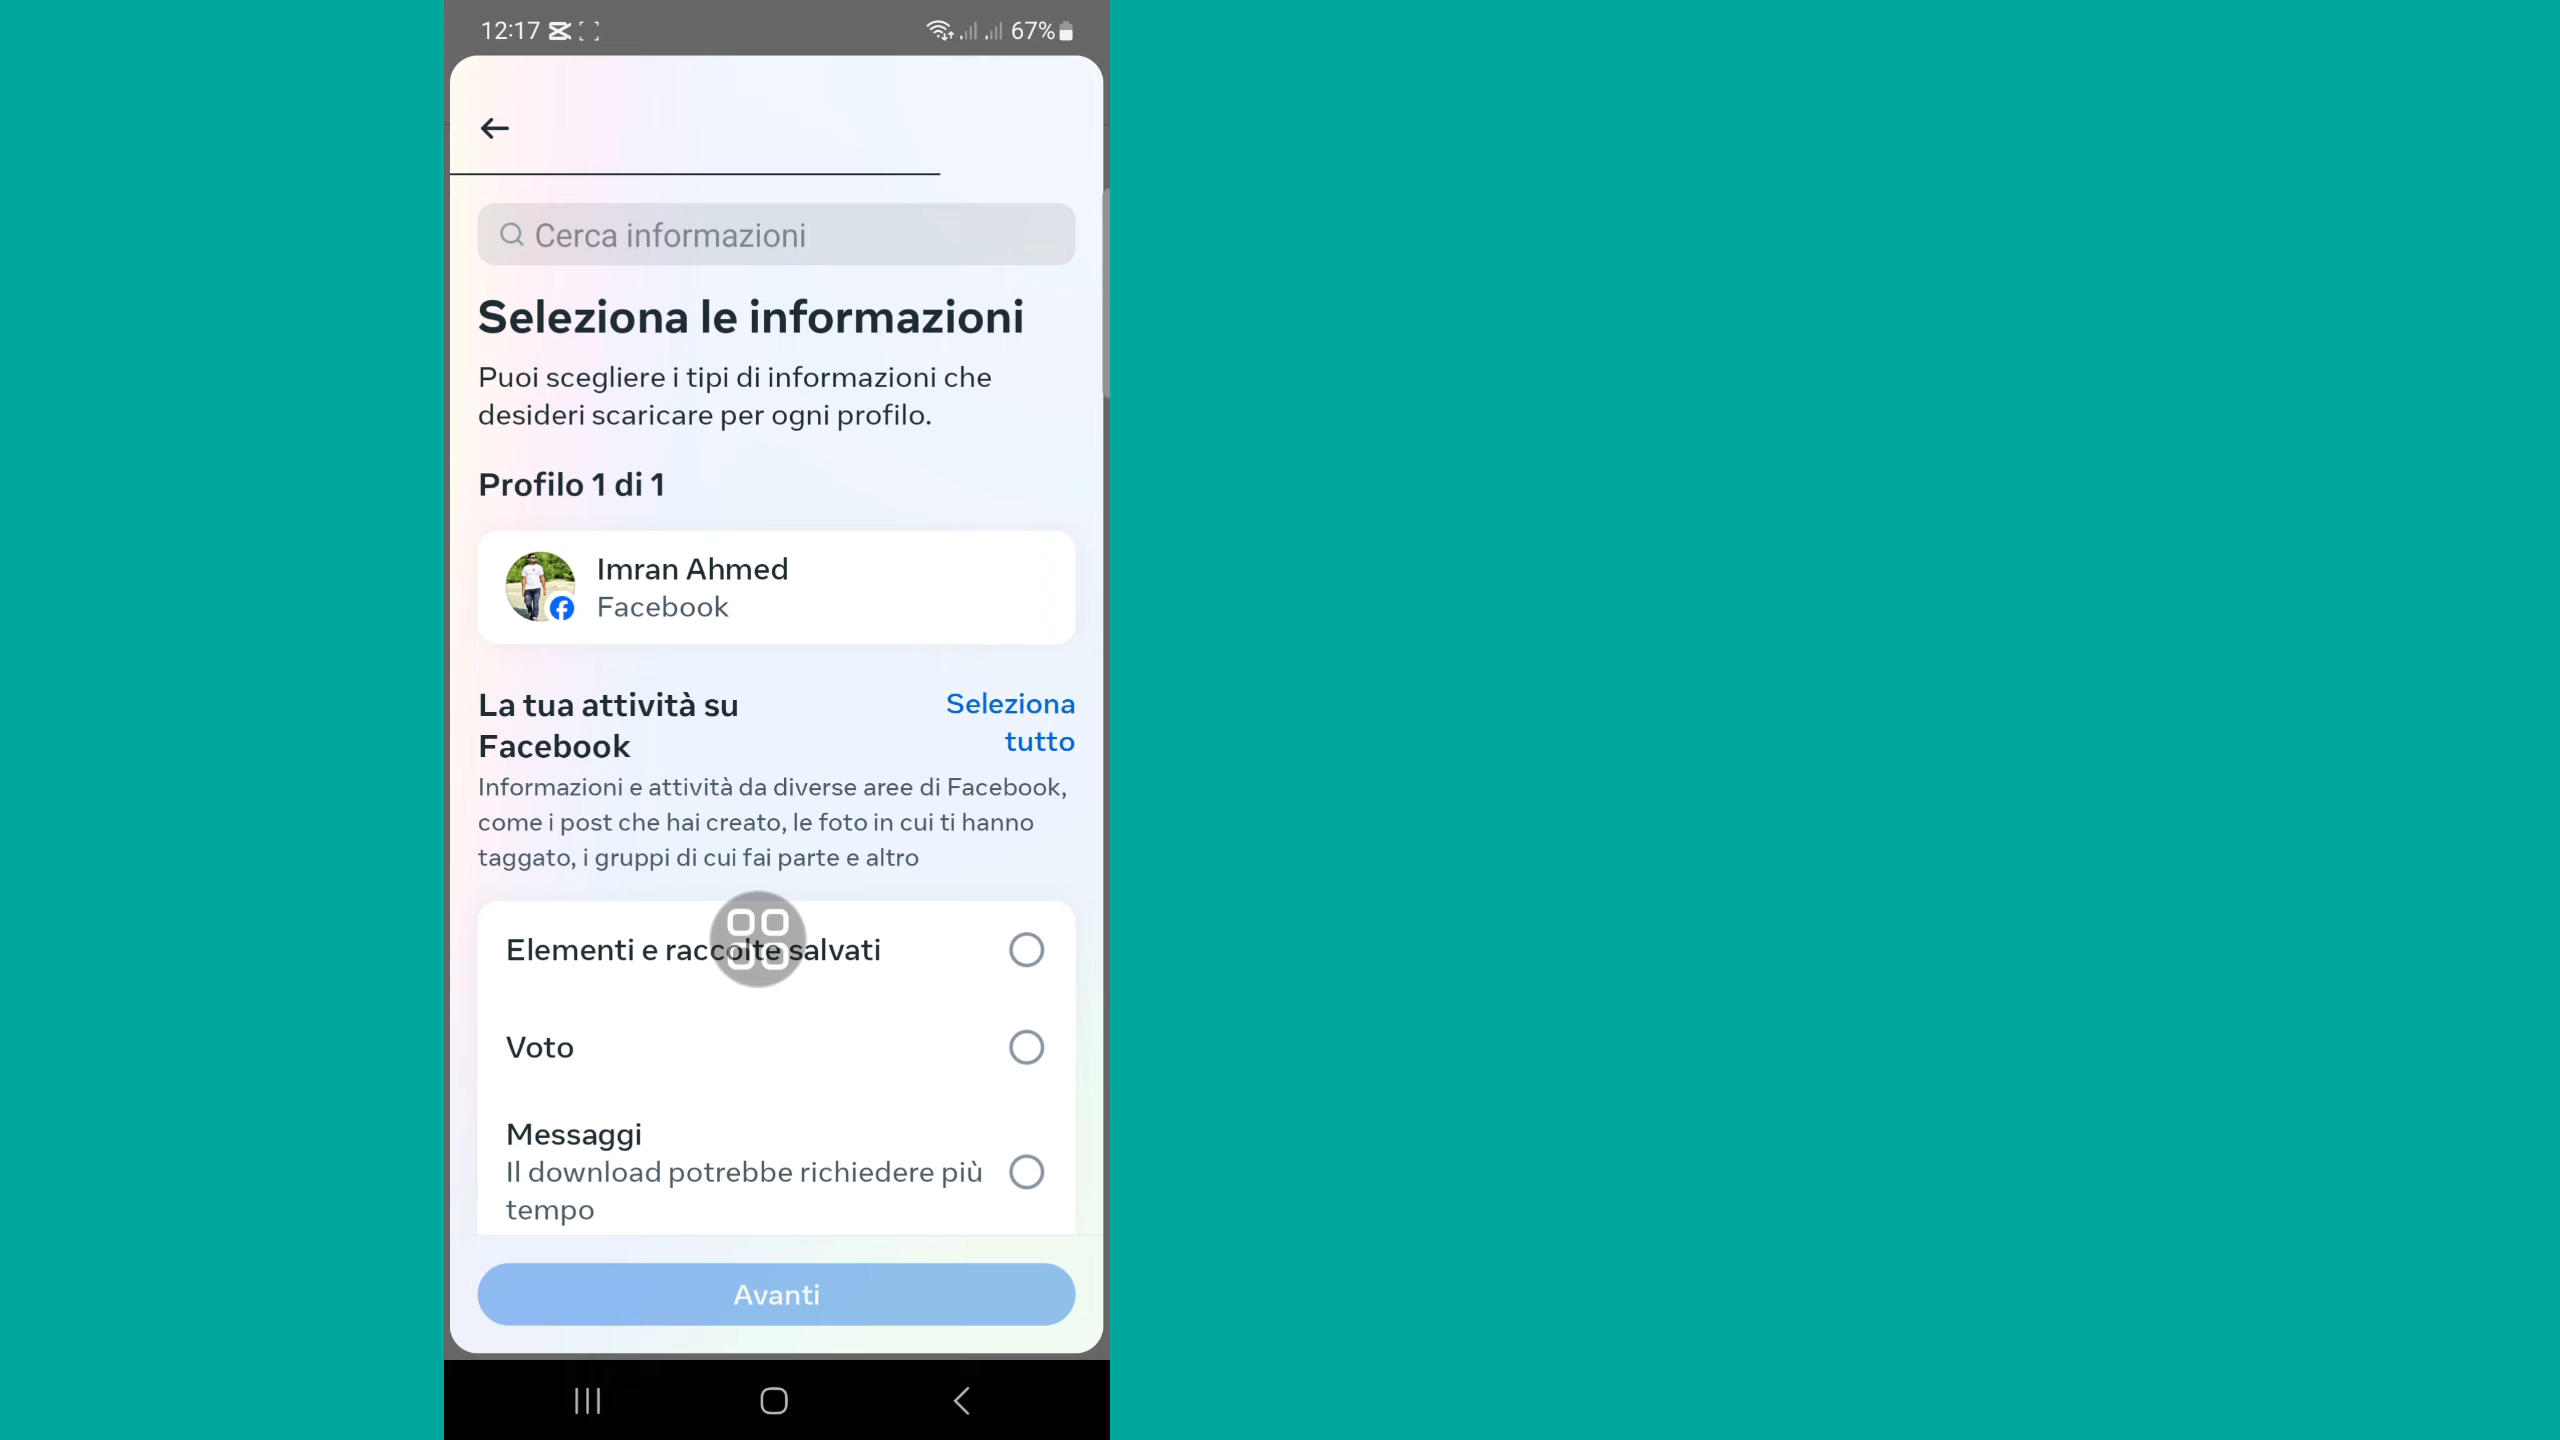 12:17
67%
Cerca informazioni
Seleziona le informazioni
Puoi scegliere i tipi di informazioni che
desideri scaricare per ogni profilo.
Profilo 1 di 1
Imran Ahmed
Facebook
La tua attività su
Facebook
Seleziona
tutto
Informazioni e attività da diverse aree di Facebook,
come i post che hai creato, le foto in cui ti hanno
taggato, i gruppi di cui fai parte e altro
Elementi e raccolte salvati
Voto
Messaggi
Il download potrebbe richiedere più
tempo
Avanti